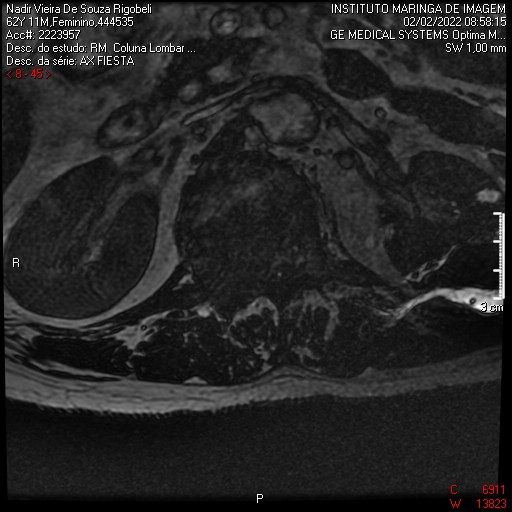 Nadir Vieira De Souza Rigobeli
62Y 11M,Feminino,444535
Acc#: 2223957
Desc. do estudo: RM Coluna Lombar ...
Desc. da série: AX FIESTA
< 8 - 45 >
INSTITUTO MARINGA DE IMAGEM
02/02/2022 08:58:15
GE MEDICAL SYSTEMS Optima M...
SW 1,00 mm
R
3 cm
P
C 6911
W 13823